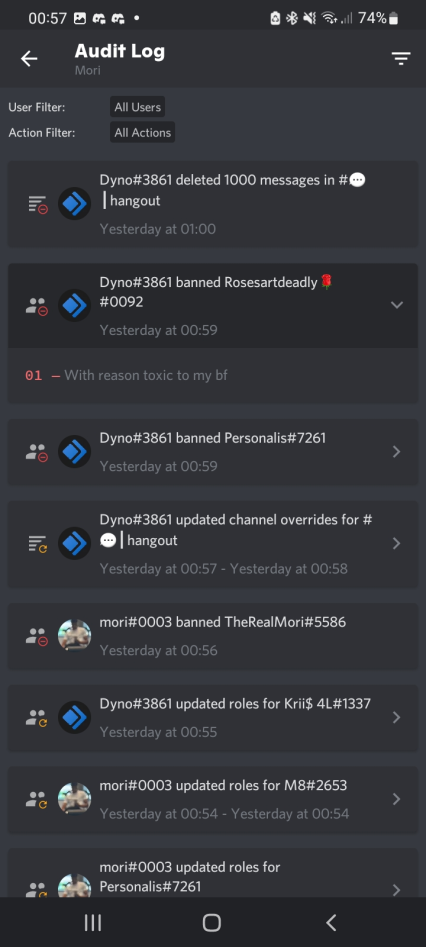 00:57
74%
Audit Log
Mori
User Filter: All Users
Action Filter: All Actions
Dyno#3861 deleted 1000 messages in #💬
┃hangout
Yesterday at 01:00
Dyno#3861 banned Rosesartdeadly🌹
#0092
Yesterday at 00:59
01 – With reason toxic to my bf
Dyno#3861 banned Personalis#7261
Yesterday at 00:59
Dyno#3861 updated channel overrides for #
💬┃hangout
Yesterday at 00:57 - Yesterday at 00:58
mori#0003 banned TheRealMori#5586
Yesterday at 00:56
Dyno#3861 updated roles for Krii$ 4L#1337
Yesterday at 00:55
mori#0003 updated roles for M8#2653
Yesterday at 00:54 - Yesterday at 00:54
mori#0003 updated roles for
Personalis#7261